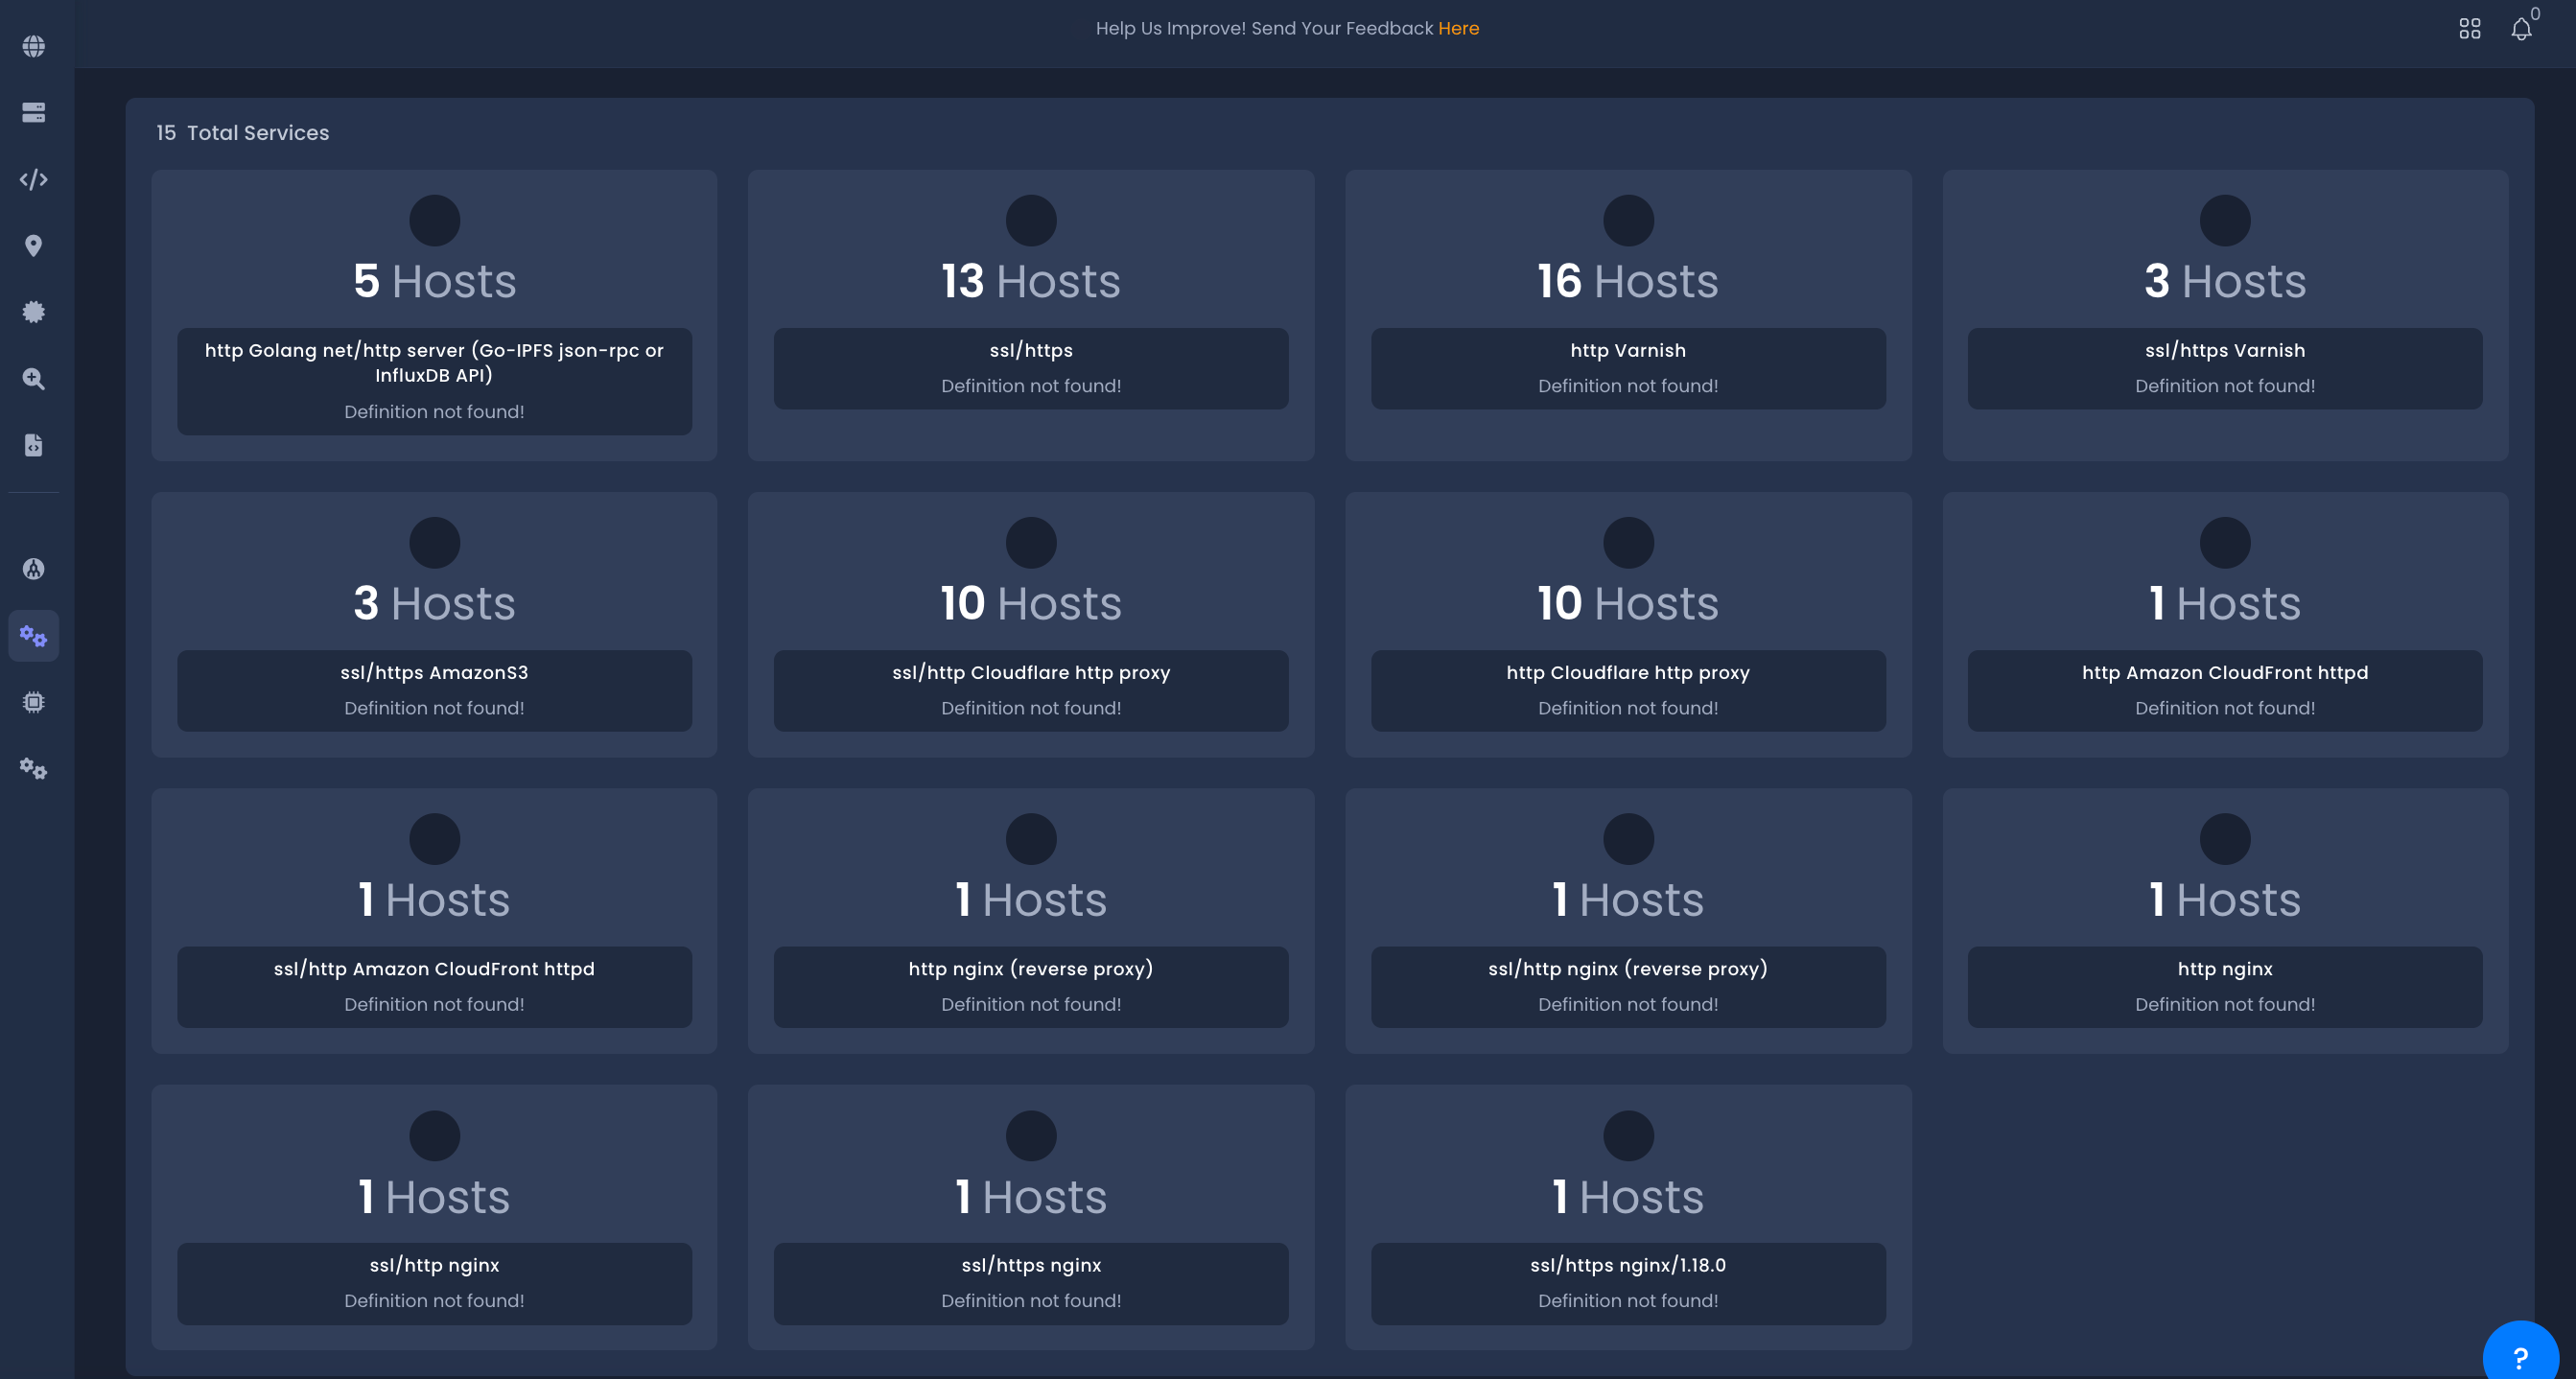 Help Us Improve! Send Your Feedback Here
0
15 Total Services
5 Hosts
http Golang net/http server (Go-IPFS json-rpc or
InfluxDB API)
Definition not found!
13 Hosts
ssl/https
Definition not found!
16 Hosts
http Varnish
Definition not found!
3 Hosts
ssl/https Varnish
Definition not found!
3 Hosts
ssl/https AmazonS3
Definition not found!
10 Hosts
ssl/http Cloudflare http proxy
Definition not found!
10 Hosts
http Cloudflare http proxy
Definition not found!
1 Hosts
http Amazon CloudFront httpd
Definition not found!
1 Hosts
ssl/http Amazon CloudFront httpd
Definition not found!
1 Hosts
http nginx (reverse proxy)
Definition not found!
1 Hosts
ssl/http nginx (reverse proxy)
Definition not found!
1 Hosts
http nginx
Definition not found!
1 Hosts
ssl/http nginx
Definition not found!
1 Hosts
ssl/https nginx
Definition not found!
1 Hosts
ssl/https nginx/1.18.0
Definition not found!
?